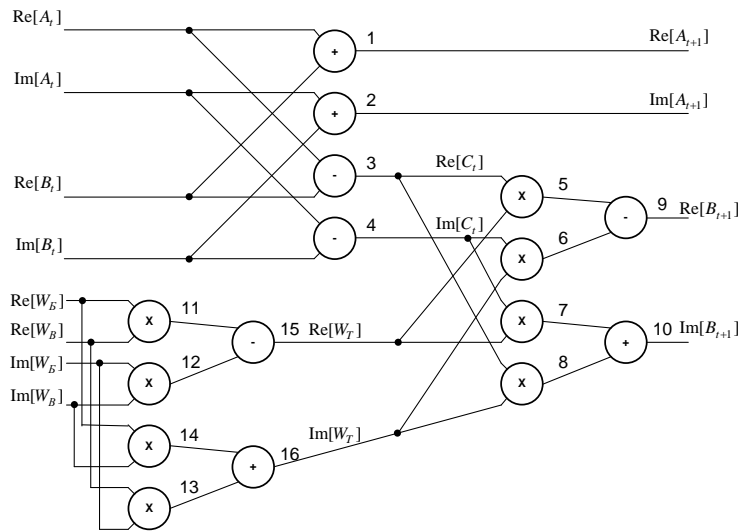 Re[A_t]
1
Re[A_{t+1}]
+
Im[A_t]
2
Im[A_{t+1}]
+
Re[B_t]
3
Re[C_t]
5
-
X
9
Re[B_{t+1}]
-
Im[B_t]
4
Im[C_t]
6
-
X
Re[W_Б]
11
Re[W_В]
X
15
Re[W_T]
7
X
10
Im[B_{t+1}]
-
+
Im[W_Б]
12
8
Im[W_В]
X
X
14
X
16
Im[W_T]
+
13
X